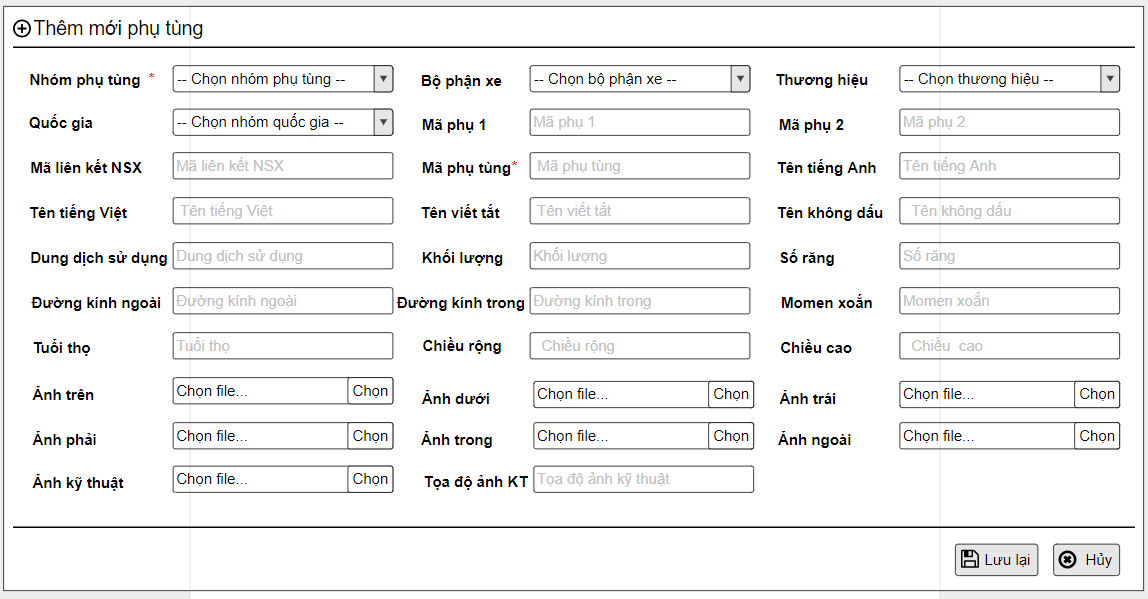 Thêm mới phụ tùng
Nhóm phụ tùng * -- Chọn nhóm phụ tùng -- Bộ phận xe -- Chọn bộ phận xe -- Thương hiệu -- Chọn thương hiệu --
Quốc gia -- Chọn nhóm quốc gia -- Mã phụ 1 Mã phụ 1 Mã phụ 2 Mã phụ 2
Mã liên kết NSX Mã liên kết NSX Mã phụ tùng* Mã phụ tùng Tên tiếng Anh Tên tiếng Anh
Tên tiếng Việt Tên tiếng Việt Tên viết tắt Tên viết tắt Tên không dấu Tên không dấu
Dung dịch sử dụng Dung dịch sử dụng Khối lượng Khối lượng Số răng Số răng
Đường kính ngoài Đường kính ngoài Đường kính trong Đường kính trong Momen xoắn Momen xoắn
Tuổi thọ Tuổi thọ Chiều rộng Chiều rộng Chiều cao Chiều cao
Ảnh trên Chọn file... Chọn Ảnh dưới Chọn file... Chọn Ảnh trái Chọn file... Chọn
Ảnh phải Chọn file... Chọn Ảnh trong Chọn file... Chọn Ảnh ngoài Chọn file... Chọn
Ảnh kỹ thuật Chọn file... Chọn Tọa độ ảnh KT Tọa độ ảnh kỹ thuật
Lưu lại Hủy